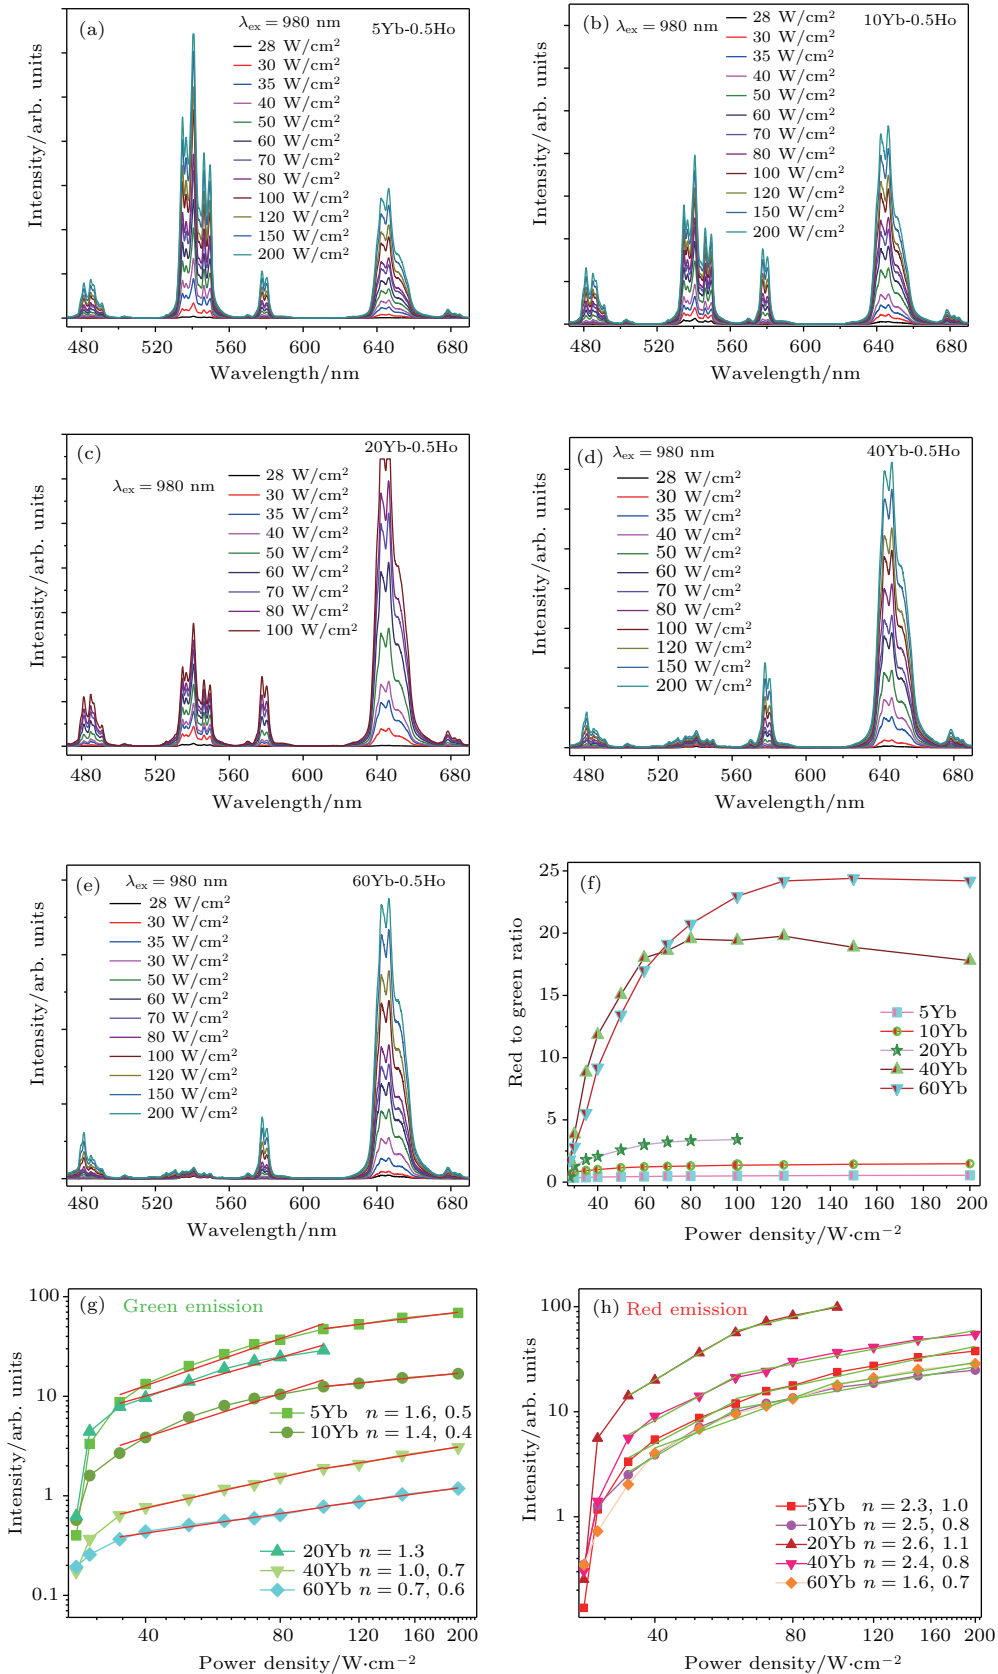 (a)
λex = 980 nm
5Yb-0.5Ho
28 W/cm²
30 W/cm²
35 W/cm²
40 W/cm²
50 W/cm²
60 W/cm²
70 W/cm²
80 W/cm²
100 W/cm²
120 W/cm²
150 W/cm²
200 W/cm²
Intensity/arb. units
480 520 560 600 640 680
Wavelength/nm
(b)
λex = 980 nm
10Yb-0.5Ho
28 W/cm²
30 W/cm²
35 W/cm²
40 W/cm²
50 W/cm²
60 W/cm²
70 W/cm²
80 W/cm²
100 W/cm²
120 W/cm²
150 W/cm²
200 W/cm²
Intensity/arb. units
480 520 560 600 640 680
Wavelength/nm
(c)
20Yb-0.5Ho
λex = 980 nm
28 W/cm²
30 W/cm²
35 W/cm²
40 W/cm²
50 W/cm²
60 W/cm²
70 W/cm²
80 W/cm²
100 W/cm²
Intensity/arb. units
480 520 560 600 640 680
Wavelength/nm
(d)
λex = 980 nm
40Yb-0.5Ho
28 W/cm²
30 W/cm²
35 W/cm²
40 W/cm²
50 W/cm²
60 W/cm²
70 W/cm²
80 W/cm²
100 W/cm²
120 W/cm²
150 W/cm²
200 W/cm²
Intensity/arb. units
480 520 560 600 640 680
Wavelength/nm
(e)
λex = 980 nm
60Yb-0.5Ho
28 W/cm²
30 W/cm²
35 W/cm²
30 W/cm²
50 W/cm²
60 W/cm²
70 W/cm²
80 W/cm²
100 W/cm²
120 W/cm²
150 W/cm²
200 W/cm²
Intensity/arb. units
480 520 560 600 640 680
Wavelength/nm
(f)
25
20
15
10
5
0
Red to green ratio
5Yb
10Yb
20Yb
40Yb
60Yb
40 60 80 100 120 140 160 180 200
Power density/W·cm⁻²
(g) Green emission
100
10
1
0.1
Intensity/arb. units
5Yb n = 1.6, 0.5
10Yb n = 1.4, 0.4
20Yb n = 1.3
40Yb n = 1.0, 0.7
60Yb n = 0.7, 0.6
40 80 120 160 200
Power density/W·cm⁻²
(h) Red emission
100
10
1
Intensity/arb. units
5Yb n = 2.3, 1.0
10Yb n = 2.5, 0.8
20Yb n = 2.6, 1.1
40Yb n = 2.4, 0.8
60Yb n = 1.6, 0.7
40 80 120 160 200
Power density/W·cm⁻²